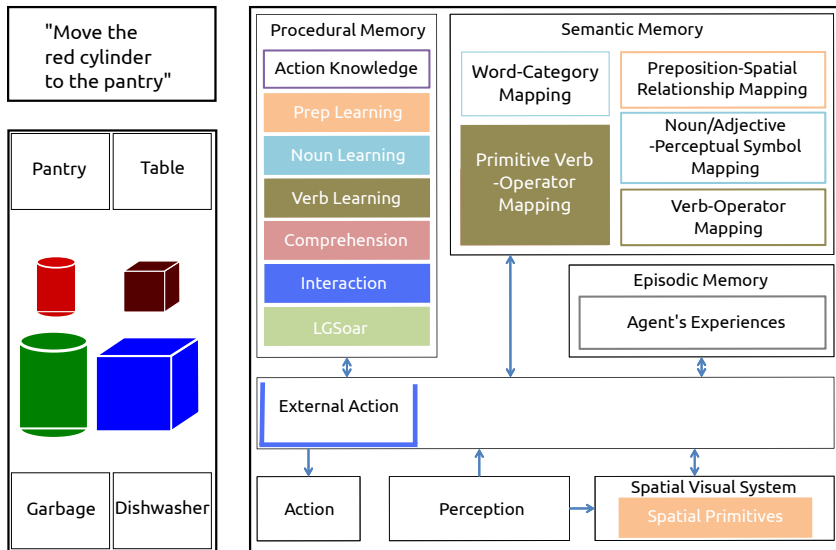 "Move the
red cylinder
to the pantry"
Pantry
Table
Garbage
Dishwasher
Procedural Memory
Action Knowledge
Prep Learning
Noun Learning
Verb Learning
Comprehension
Interaction
LGSoar
Semantic Memory
Word-Category
Mapping
Primitive Verb
-Operator
Mapping
Preposition-Spatial
Relationship Mapping
Noun/Adjective
-Perceptual Symbol
Mapping
Verb-Operator
Mapping
Episodic Memory
Agent's Experiences
External Action
Action
Perception
Spatial Visual System
Spatial Primitives